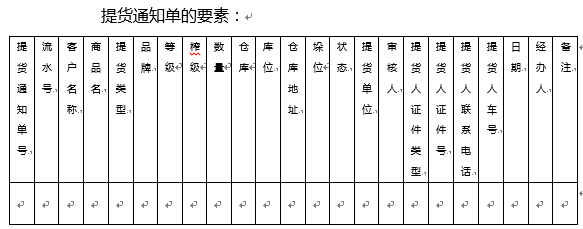 提货通知单的要素：
提货通知单号
流水号
客户名称
商品名
提货类型
品牌
等级
榨级
数量
仓库
库位
仓库地址
垛位
状态
提货单位
审核人
提货人证件类型
提货人证件号
提货人联系电话
提货人车号
日期
经办人
备注